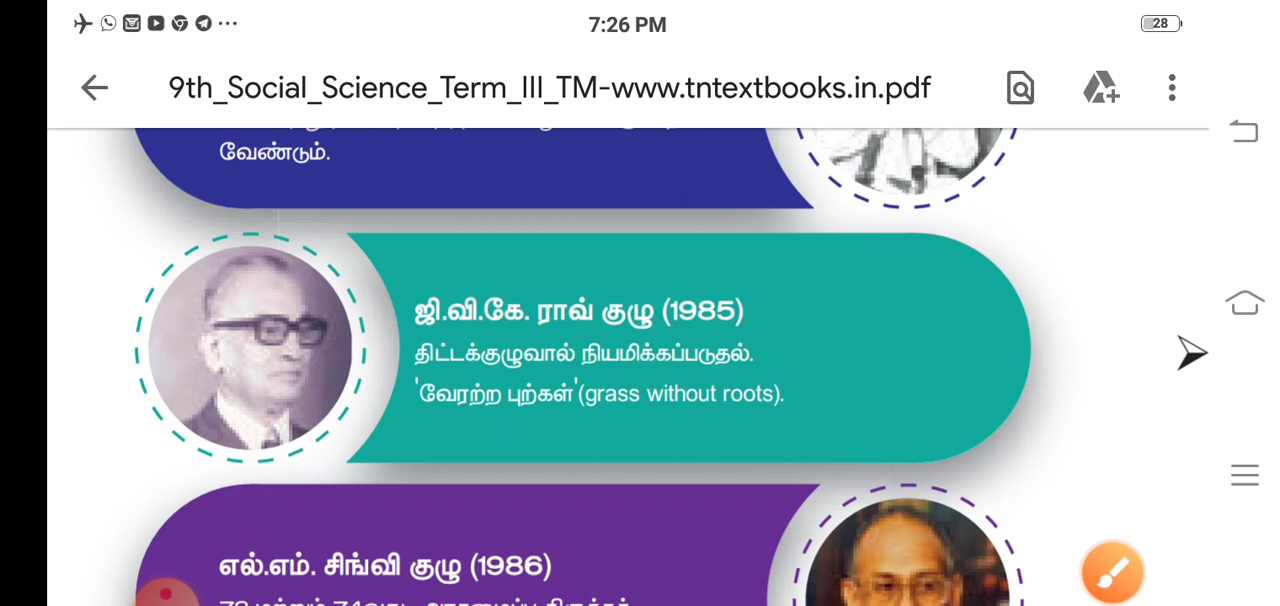 7:26 PM
28
9th_Social_Science_Term_III_TM-www.tntextbooks.in.pdf
வேண்டும்.
ஜி.வி.கே. ராவ் குழு (1985)
திட்டக்குழுவால் நியமிக்கப்படுதல்.
'வேரற்ற புற்கள்'(grass without roots).
எல்.எம். சிங்வி குழு (1986)